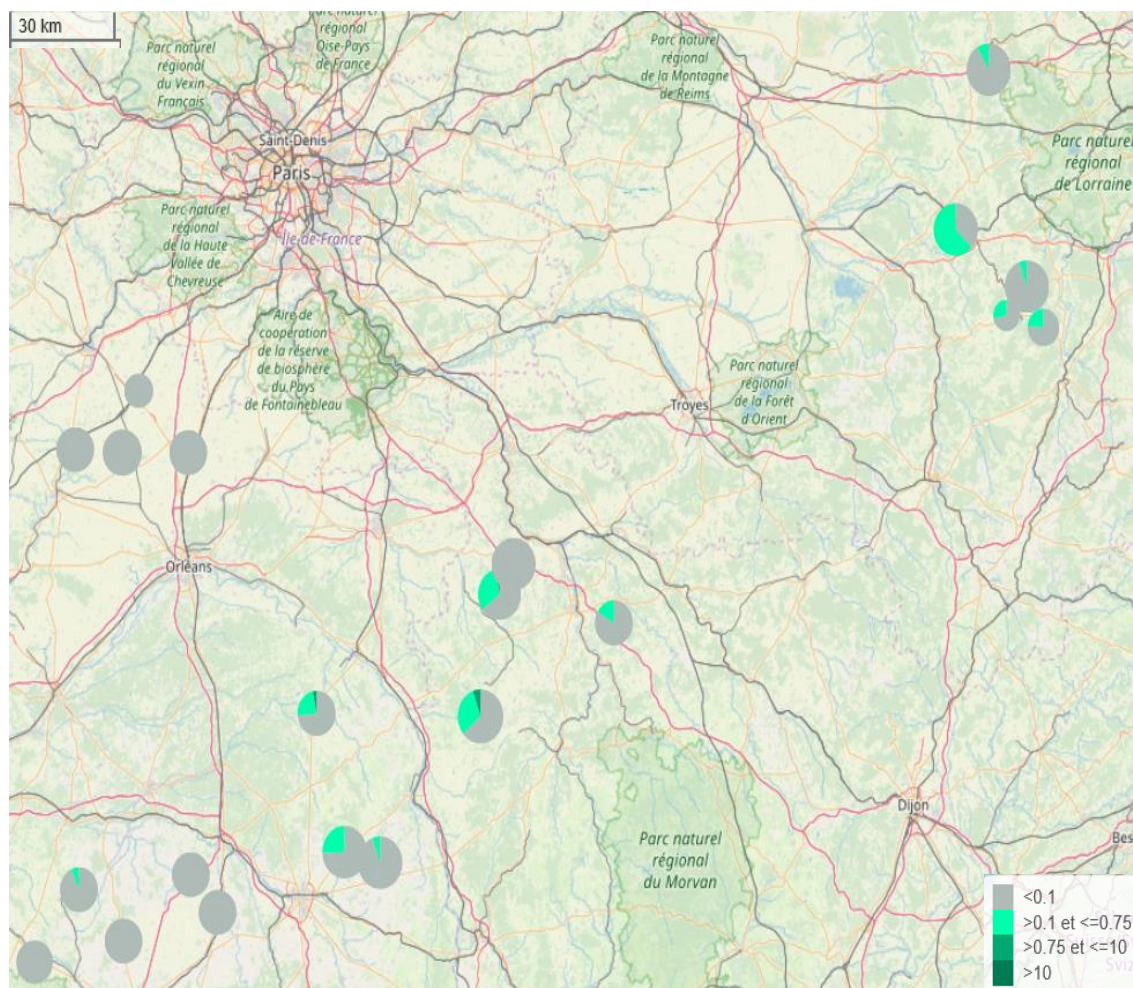 30 km
Parc naturel
régional
Oise-Pays
de France
Parc naturel
régional
du Vexin
Français
Parc naturel
régional
de la Montagne
de Reims
Saint-Denis
Paris
Parc naturel
régional
de Lorraine
Parc naturel
régional
de la Haute
Vallée de
Chevreuse
Île-de-France
Aire de
coopération
de la réserve
de biosphère
du Pays
de Fontainebleau
Parc naturel
régional
de la Forêt
d'Orient
Troyes
Orléans
Dijon
Parc naturel
régional
du Morvan
Bes
<0.1
>0.1 et <=0.75
>0.75 et <=10
>10
Sviz